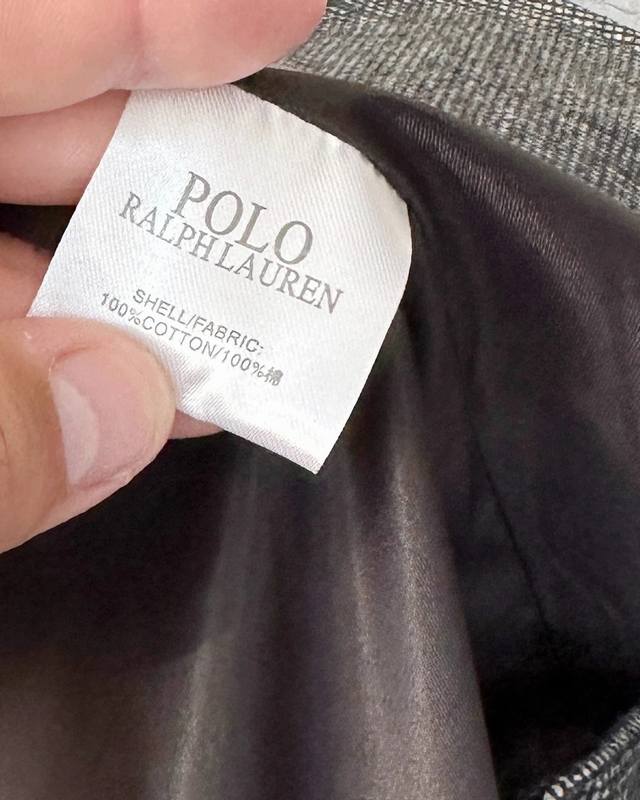 POLO
RALPH LAUREN
SHELL/FABRIC:
100%COTTON/100%棉